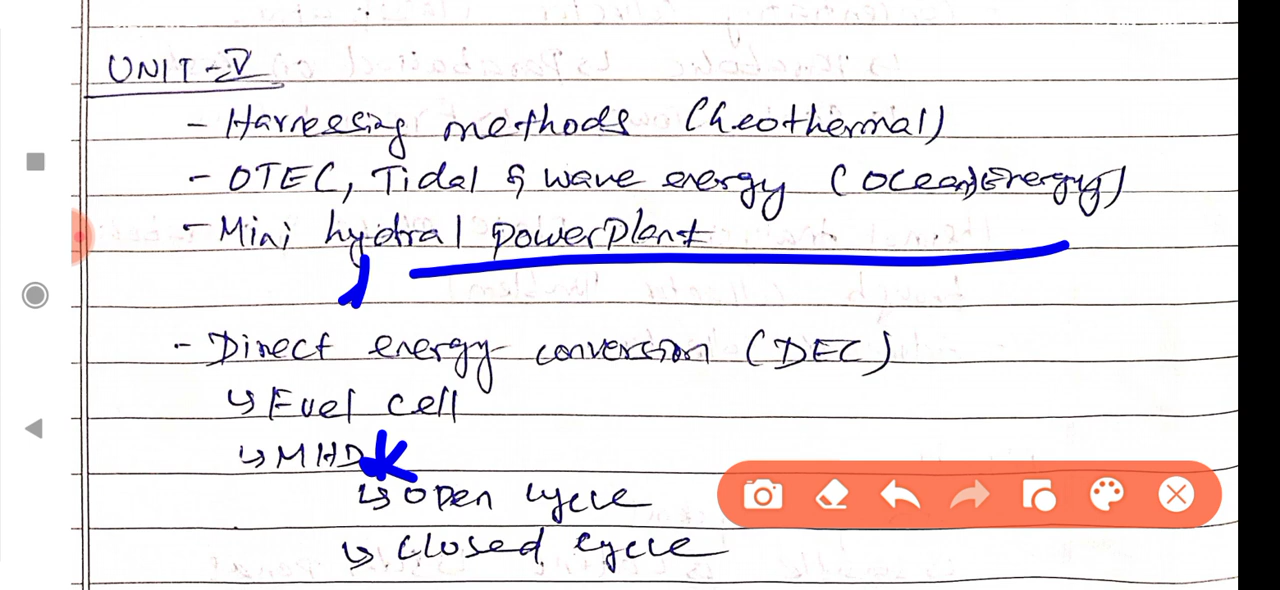 UNIT-V
- Harnessing methods (Geothermal)
- OTEC, Tidal & wave energy (Ocean Energy)
- Mini hydral powerPlant
- Direct energy conversion (DEC)
↳ Fuel cell
↳ MHD
↳ open cycle
↳ closed cycle